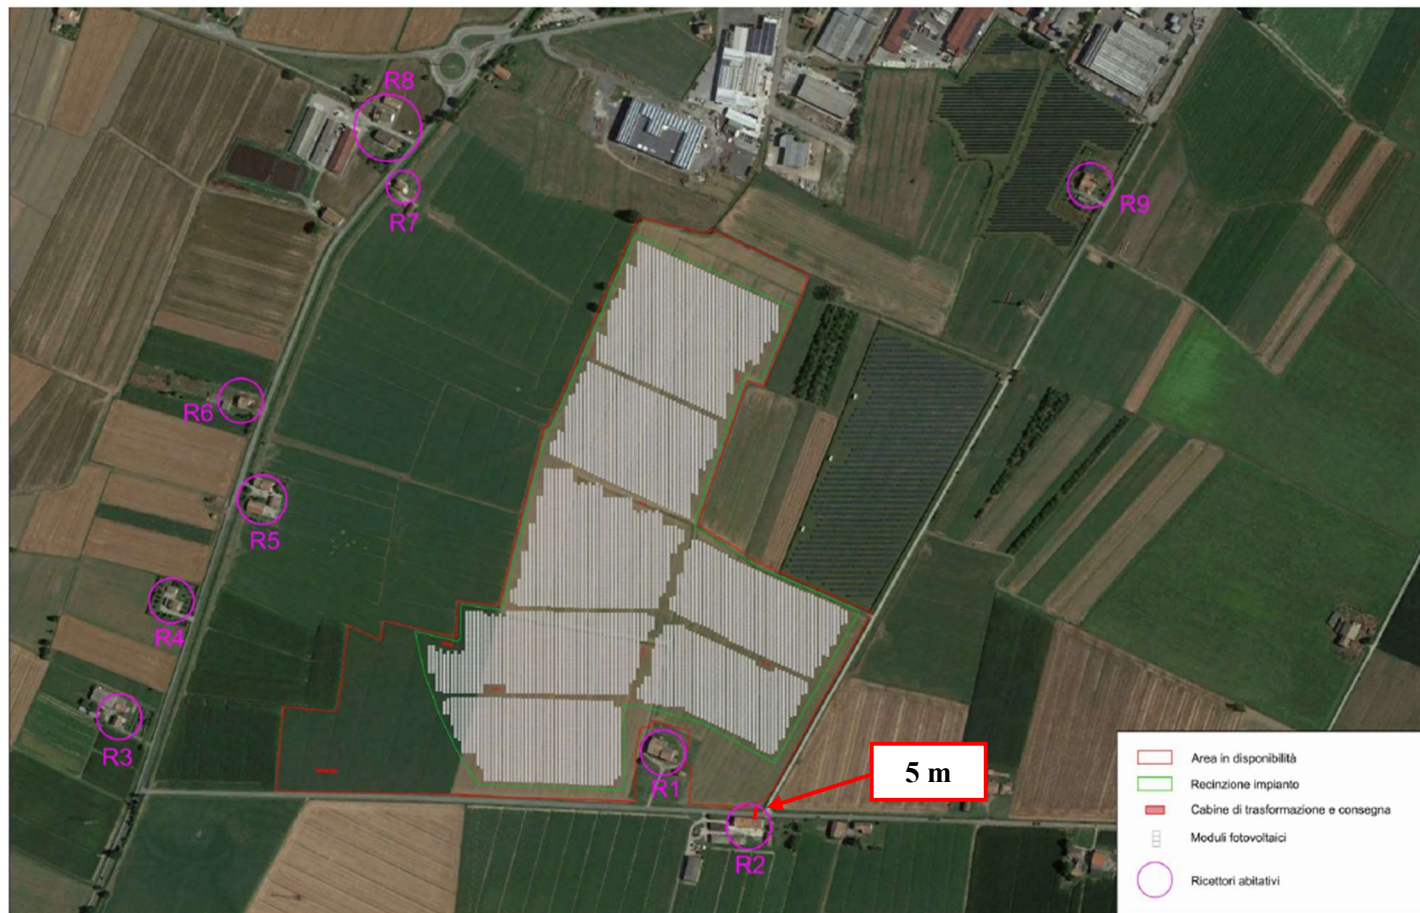 R8
R7
R9
R6
R5
R4
R3
R1
5 m
R2
Area in disponibilità
Recinzione impianto
Cabine di trasformazione e consegna
Moduli fotovoltaici
Ricettori abitativi